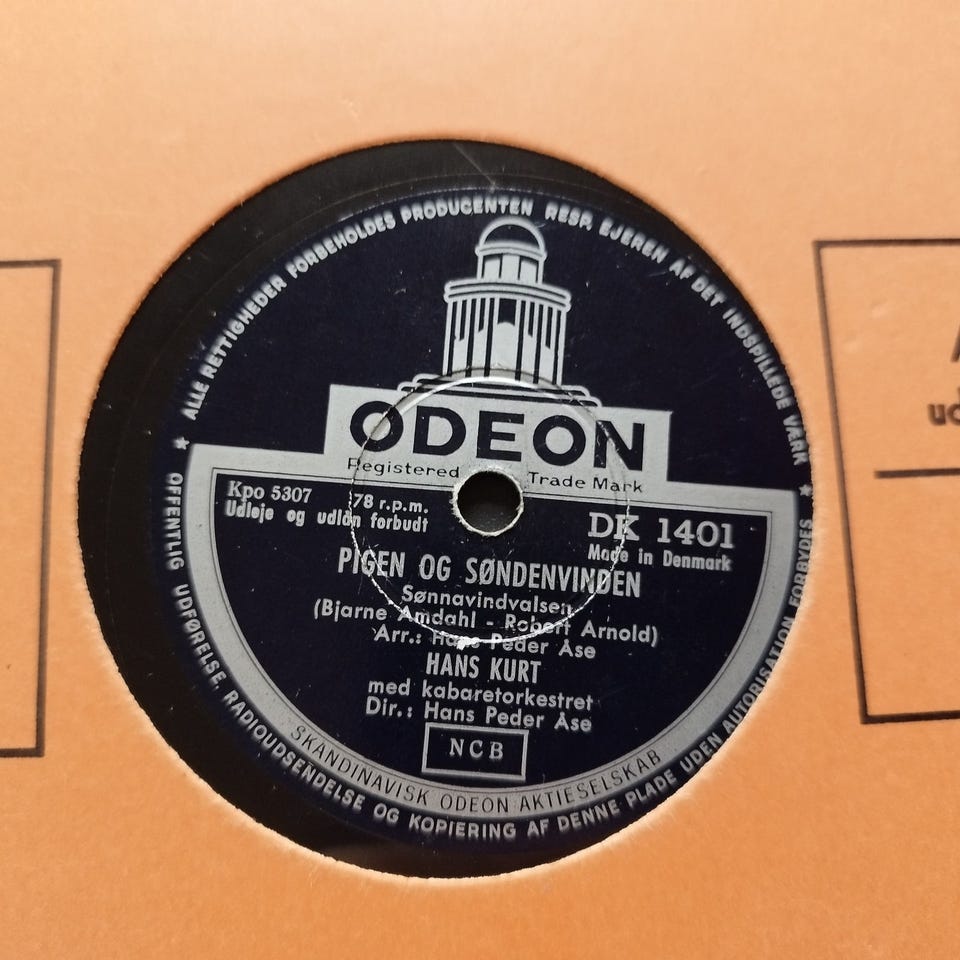 ALLE RETTIGHEDER FORBEHOLDES PRODUCENTEN RESP. EJEREN AF DET INDSPILLEDE VÆRK
ODEON
Registered Trade Mark
Kpo 5307 78 r.p.m.
Udleje og udlån forbudt
DK 1401
Made in Denmark
PIGEN OG SØNDENVINDEN
Sønnavindvalsen
(Bjarne Amdahl - Robert Arnold)
Arr.: Hans Peder Åse
HANS KURT
med kabaretorkestret
Dir.: Hans Peder Åse
NCB
SKANDINAVISK ODEON AKTIESELSKAB
OFFENTLIG UDFØRELSE, RADIOUDSENDELSE OG KOPIERING AF DENNE PLADE UDEN AUTORISATION FORBYDES